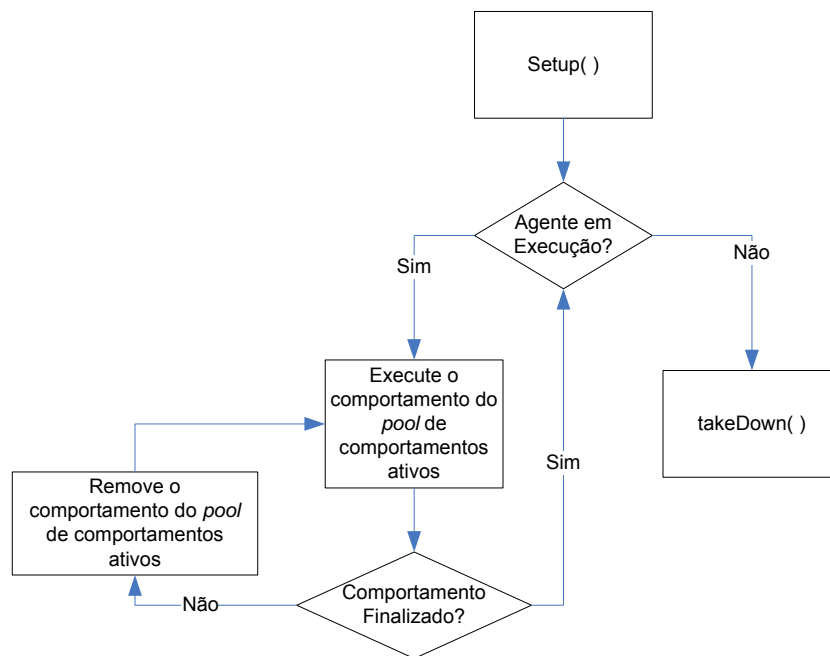 Setup( )
Agente em
Execução?
Sim
Não
Execute o
comportamento do
pool de
comportamentos
ativos
takeDown( )
Sim
Remove o
comportamento do pool
de comportamentos
ativos
Comportamento
Finalizado?
Não